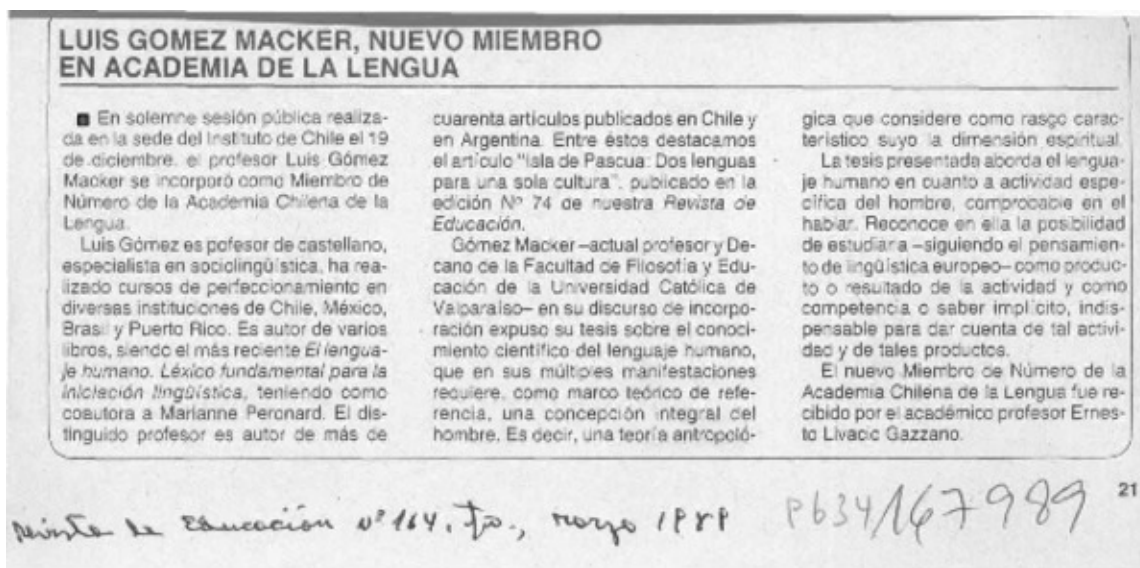 LUIS GOMEZ MACKER, NUEVO MIEMBRO
EN ACADEMIA DE LA LENGUA
■ En solemne sesión pública realiza-
da en la sede del Instituto de Chile el 19
de diciembre, el profesor Luis Gómez
Macker se incorporó como Miembro de
Número de la Academia Chilena de la
Lengua.
Luis Gómez es pofesor de castellano,
especialista en sociolingüística, ha rea-
lizado cursos de perfeccionamiento en
diversas instituciones de Chile, México,
Brasil y Puerto Rico. Es autor de varios
libros, siendo el más reciente El lengua-
je humano. Léxico fundamental para la
iniciación lingüística, teniendo como
coautora a Marianne Peronard. El dis-
tinguido profesor es autor de más de
cuarenta artículos publicados en Chile y
en Argentina. Entre éstos destacamos
el artículo "Isla de Pascua: Dos lenguas
para una sola cultura", publicado en la
edición Nº 74 de nuestra Revista de
Educación.
Gómez Macker –actual profesor y De-
cano de la Facultad de Filosofía y Edu-
cación de la Universidad Católica de
Valparaíso– en su discurso de incorpo-
ración expuso su tesis sobre el conoci-
miento científico del lenguaje humano,
que en sus múltiples manifestaciones
requiere, como marco teórico de refe-
rencia, una concepción integral del
hombre. Es decir, una teoría antropoló-
gica que considere como rasgo carac-
terístico suyo la dimensión espiritual.
La tesis presentada aborda el lengua-
je humano en cuanto a actividad espe-
cífica del hombre, comprobable en el
hablar. Reconoce en ella la posibilidad
de estudiarla –siguiendo el pensamien-
to de lingüística europeo– como produc-
to o resultado de la actividad y como
competencia o saber implícito, indis-
pensable para dar cuenta de tal activi-
dad y de tales productos.
El nuevo Miembro de Número de la
Academia Chilena de la Lengua fue re-
cibido por el académico profesor Ernes-
to Livacic Gazzano.
21
Revista de Educación nº 164, marzo 1989
P634/167989